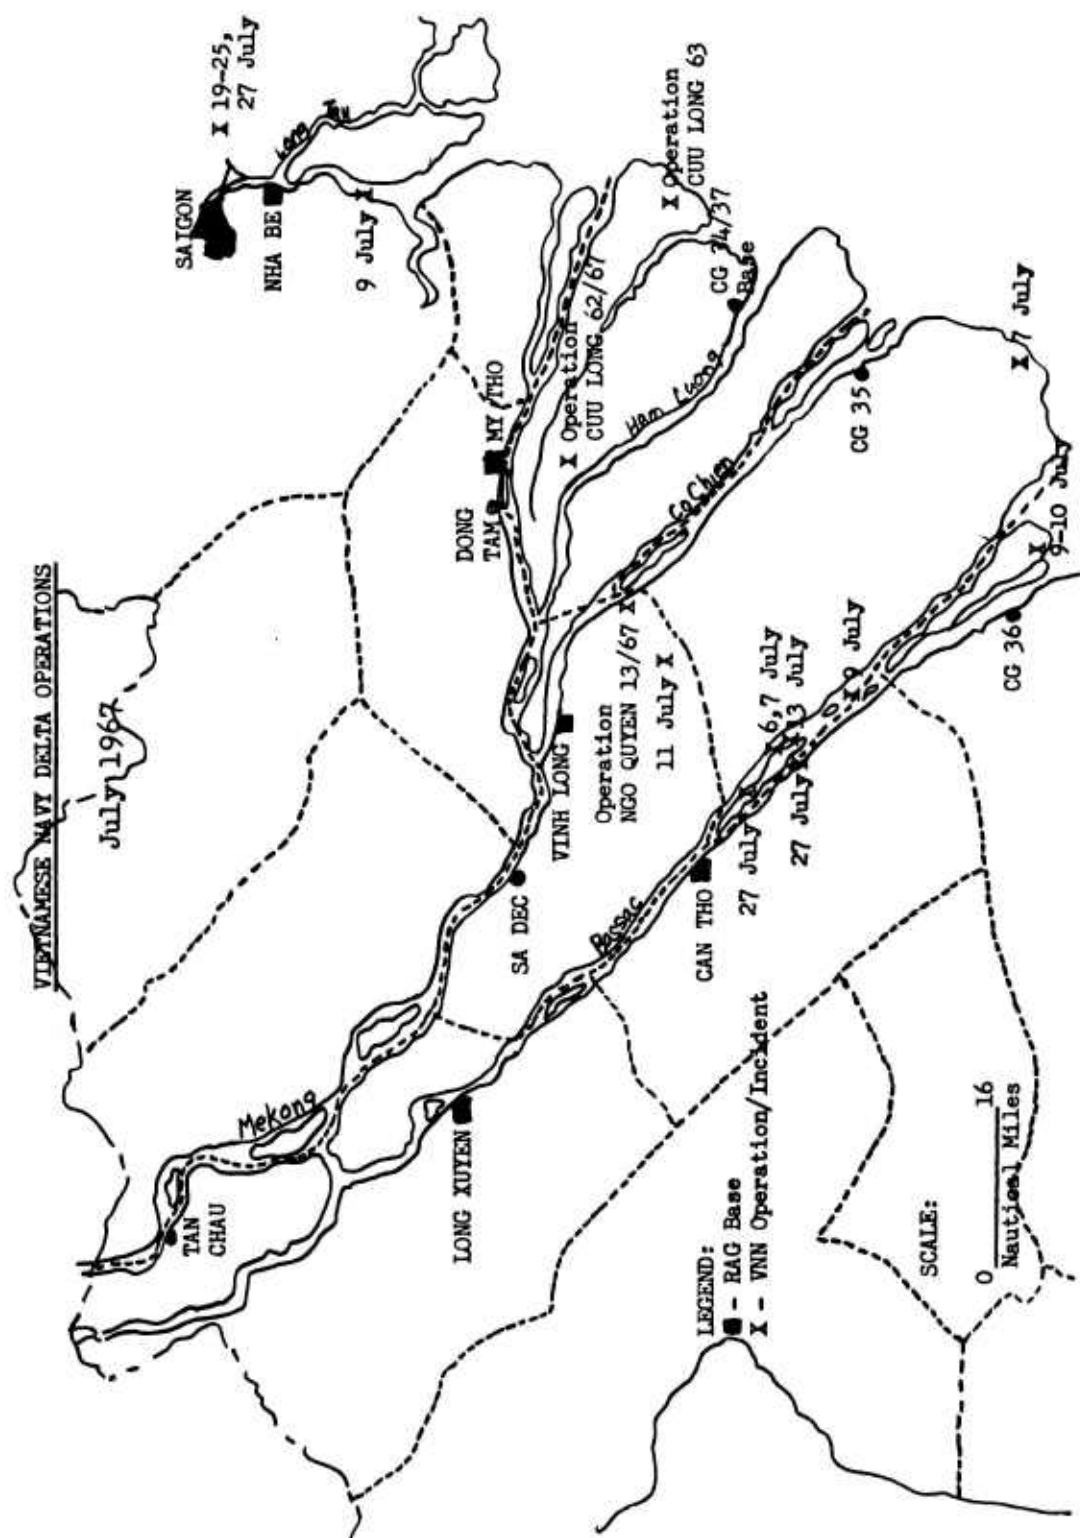 VIETNAMESE NAVY DELTA OPERATIONS
July 1967
SAIGON
X 19-25,
27 July
NHA BE
Long Tau
9 July X
MY THO
DONG
TAM
X Operation
CUU LONG 62/67
X Operation
CUU LONG 63
CG 34/37
Base
Ham Luong
Co Chien
CG 35
X 7 July
VINH LONG
Operation
NGO QUYEN 13/67 X
11 July X
SA DEC
Mekong
TAN
CHAU
LONG XUYEN
Bassac
CAN THO
X 6,7 July
X 13 July
27 July X
27 July X
X 9 July
X
9-10 July
CG 36
LEGEND:
■ - RAG Base
X - VNN Operation/Incident
SCALE:
0 16
Nautical Miles